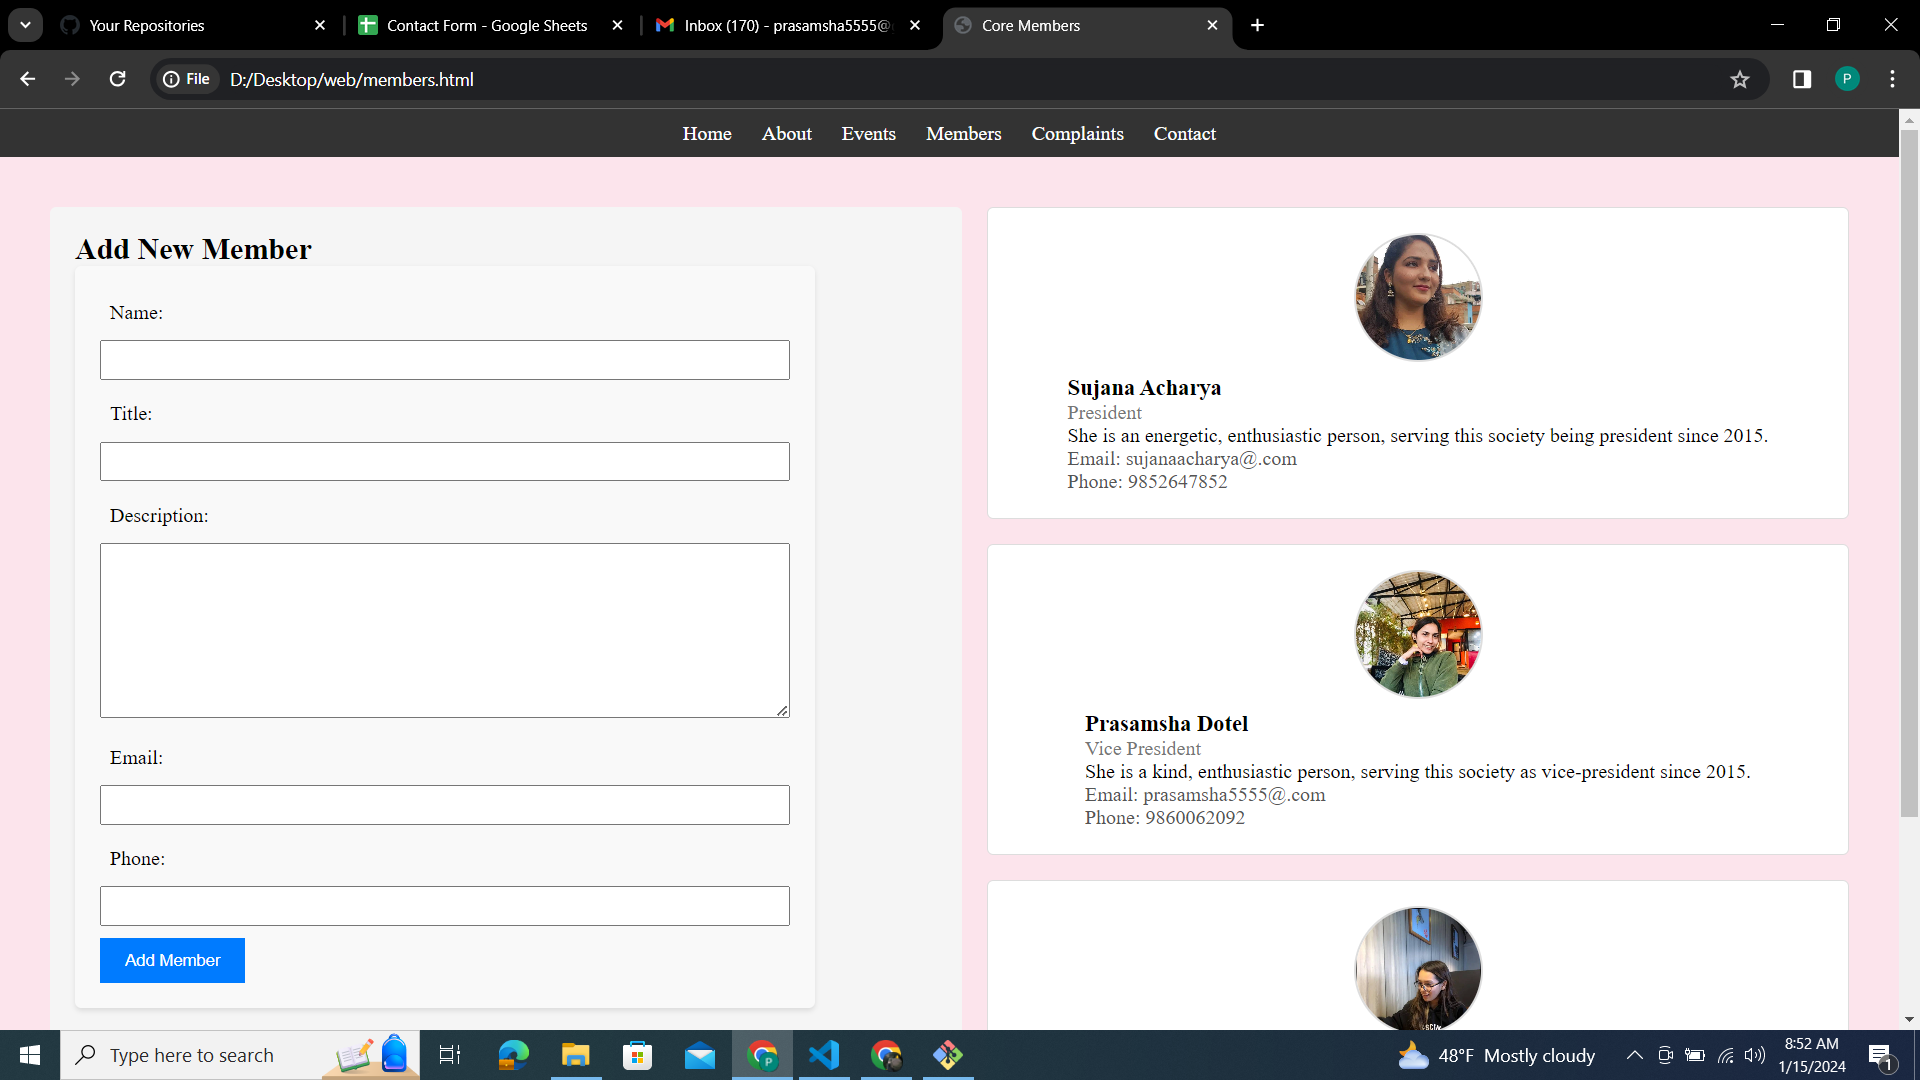 Your Repositories
Contact Form - Google Sheets
Inbox (170) - prasamsha5555@
Core Members
File
D:/Desktop/web/members.html
P
Home About Events Members Complaints Contact
Add New Member
Name:
Title:
Description:
Email:
Phone:
Add Member
Sujana Acharya
President
She is an energetic, enthusiastic person, serving this society being president since 2015.
Email: sujanaacharya@.com
Phone: 9852647852
Prasamsha Dotel
Vice President
She is a kind, enthusiastic person, serving this society as vice-president since 2015.
Email: prasamsha5555@.com
Phone: 9860062092
Type here to search
P
48°F Mostly cloudy
8:52 AM
1/15/2024
1